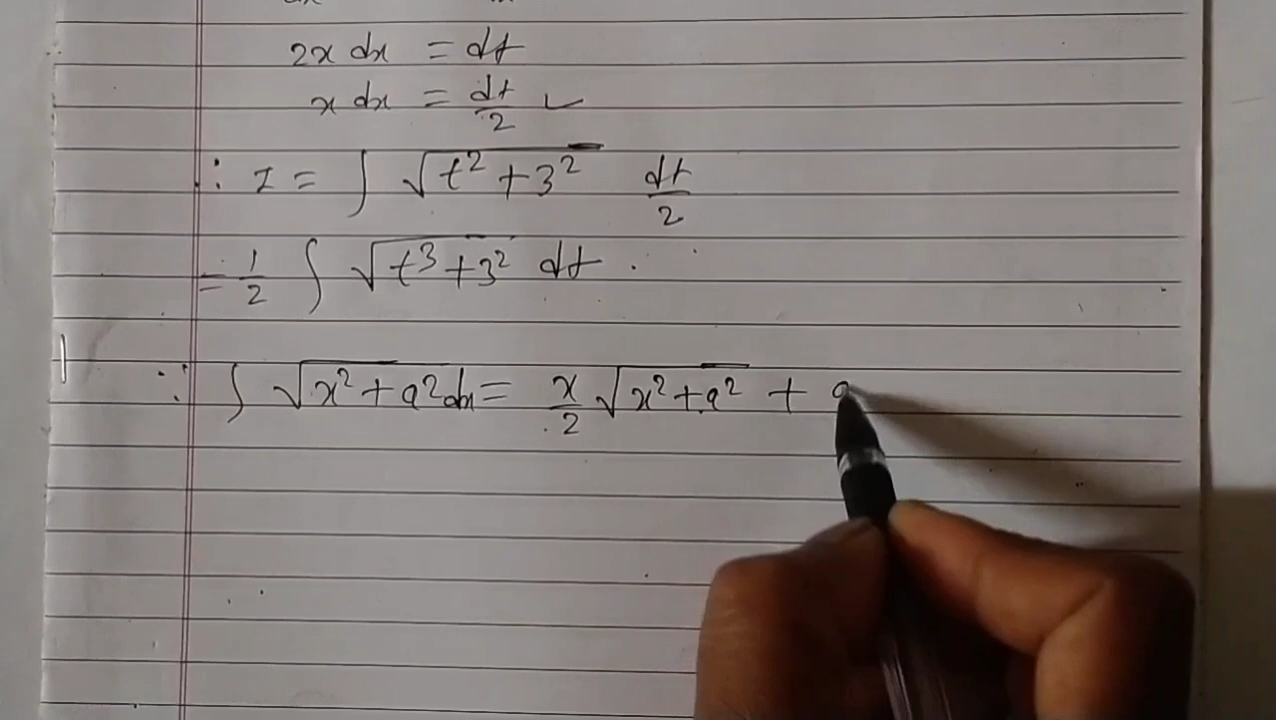 2x dx = dt
x dx = dt/2 ✓
∴ I = ∫ √(t² + 3²) dt/2
= 1/2 ∫ √(t³ + 3²) dt .
∵ ∫ √(x² + a²) dx = x/2 √(x² + a²) + a